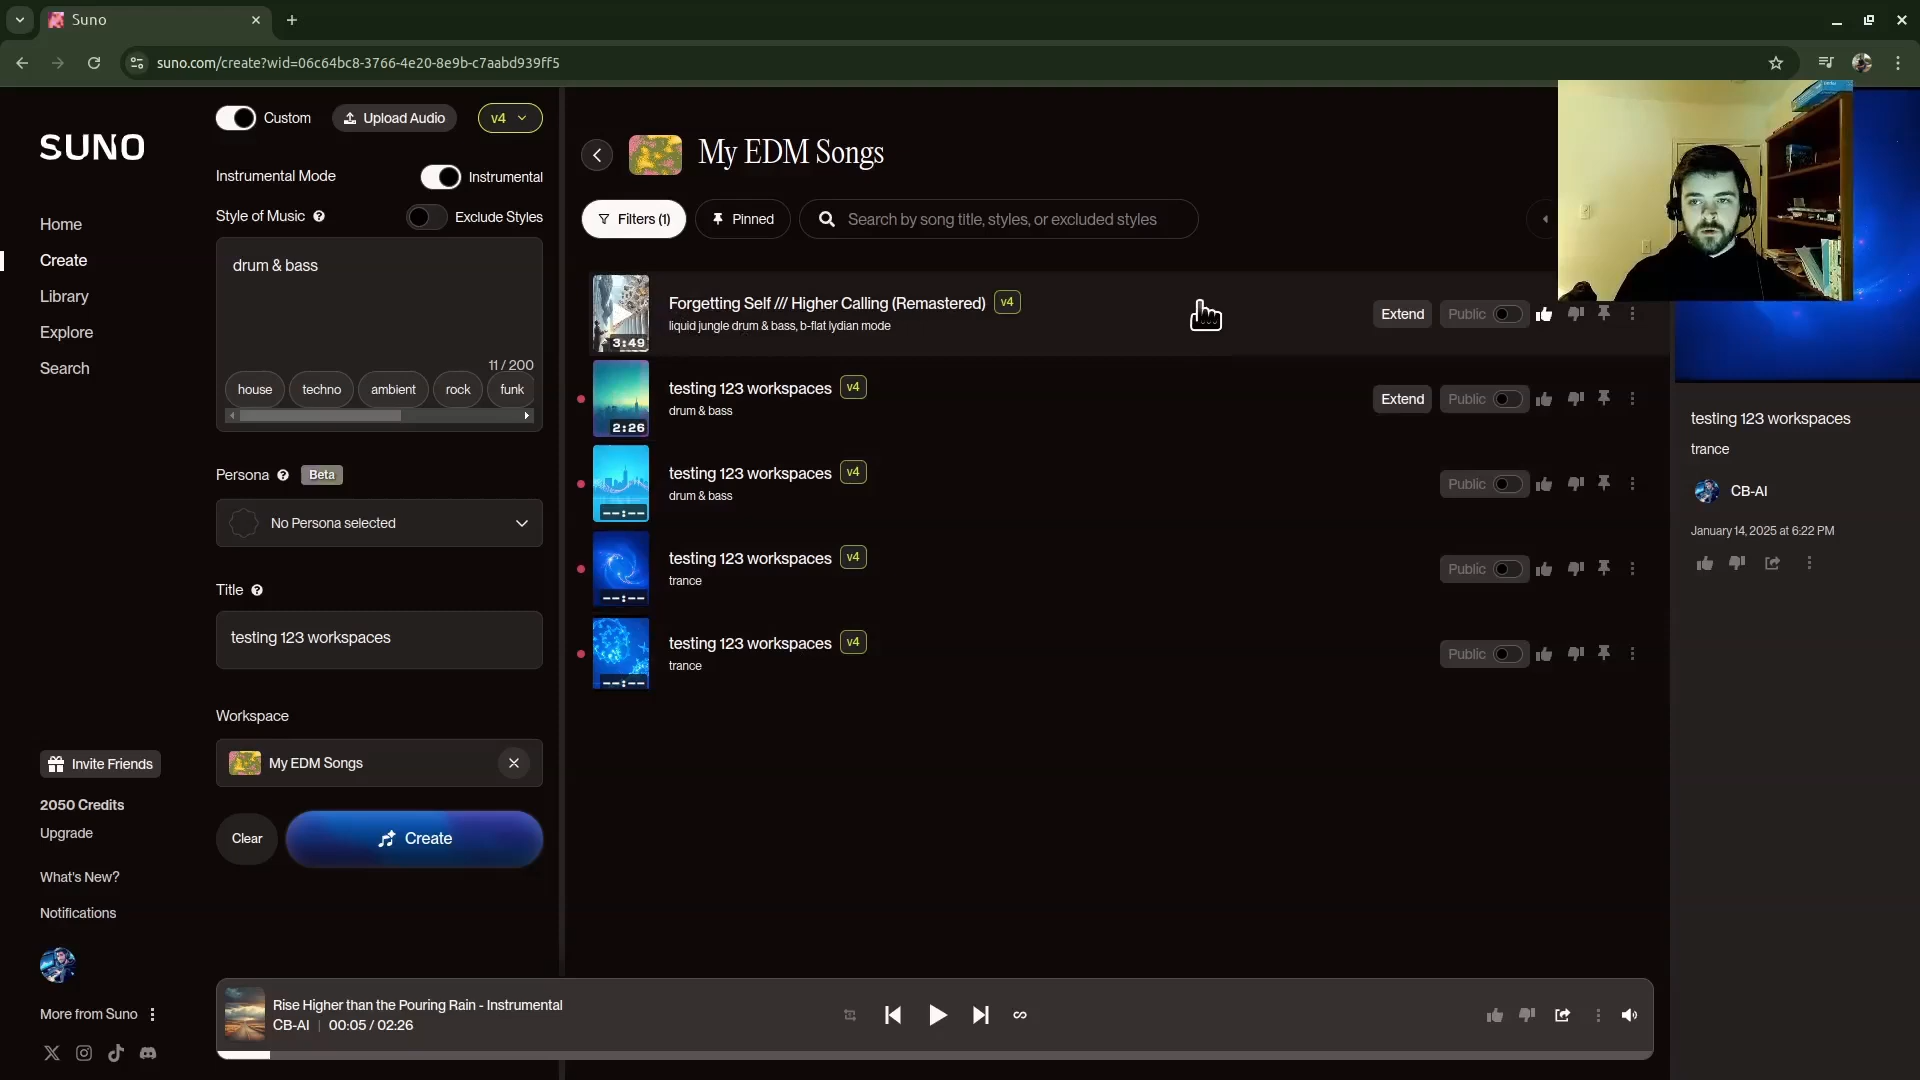 Suno
suno.com/create?wid=06c64bc8-3766-4e20-8e9b-c7aabd939ff5
SUNO
Home
Create
Library
Explore
Search
Invite Friends
2050 Credits
Upgrade
What's New?
Notifications
More from Suno
Custom
Upload Audio
v4
Instrumental Mode
Instrumental
Style of Music
Exclude Styles
drum & bass
11 / 200
house
techno
ambient
rock
funk
Persona
Beta
No Persona selected
Title
testing 123 workspaces
Workspace
My EDM Songs
Clear
Create
My EDM Songs
Filters (1)
Pinned
Search by song title, styles, or excluded styles
3:49
Forgetting Self /// Higher Calling (Remastered) v4
liquid jungle drum & bass, b-flat lydian mode
Extend
Public
2:26
testing 123 workspaces v4
drum & bass
Extend
Public
--:--
testing 123 workspaces v4
drum & bass
Public
--:--
testing 123 workspaces v4
trance
Public
--:--
testing 123 workspaces v4
trance
Public
testing 123 workspaces
trance
CB-AI
January 14, 2025 at 6:22 PM
Rise Higher than the Pouring Rain - Instrumental
CB-AI | 00:05 / 02:26